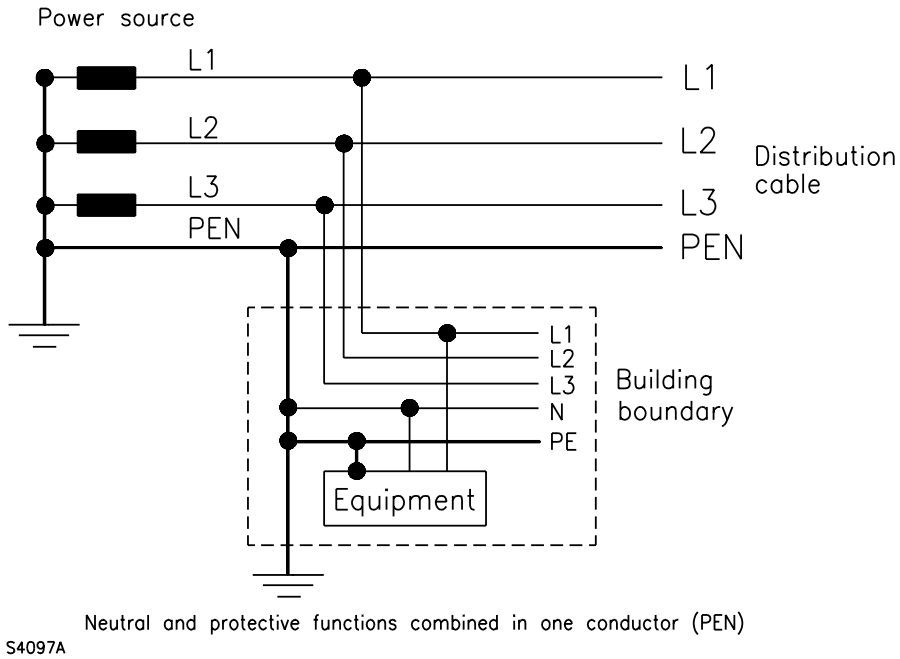 Power source
L1
L1
L2
L2
Distribution
cable
L3
L3
PEN
PEN
L1
L2
L3
Building
boundary
N
PE
Equipment
Neutral and protective functions combined in one conductor (PEN)
S4097A